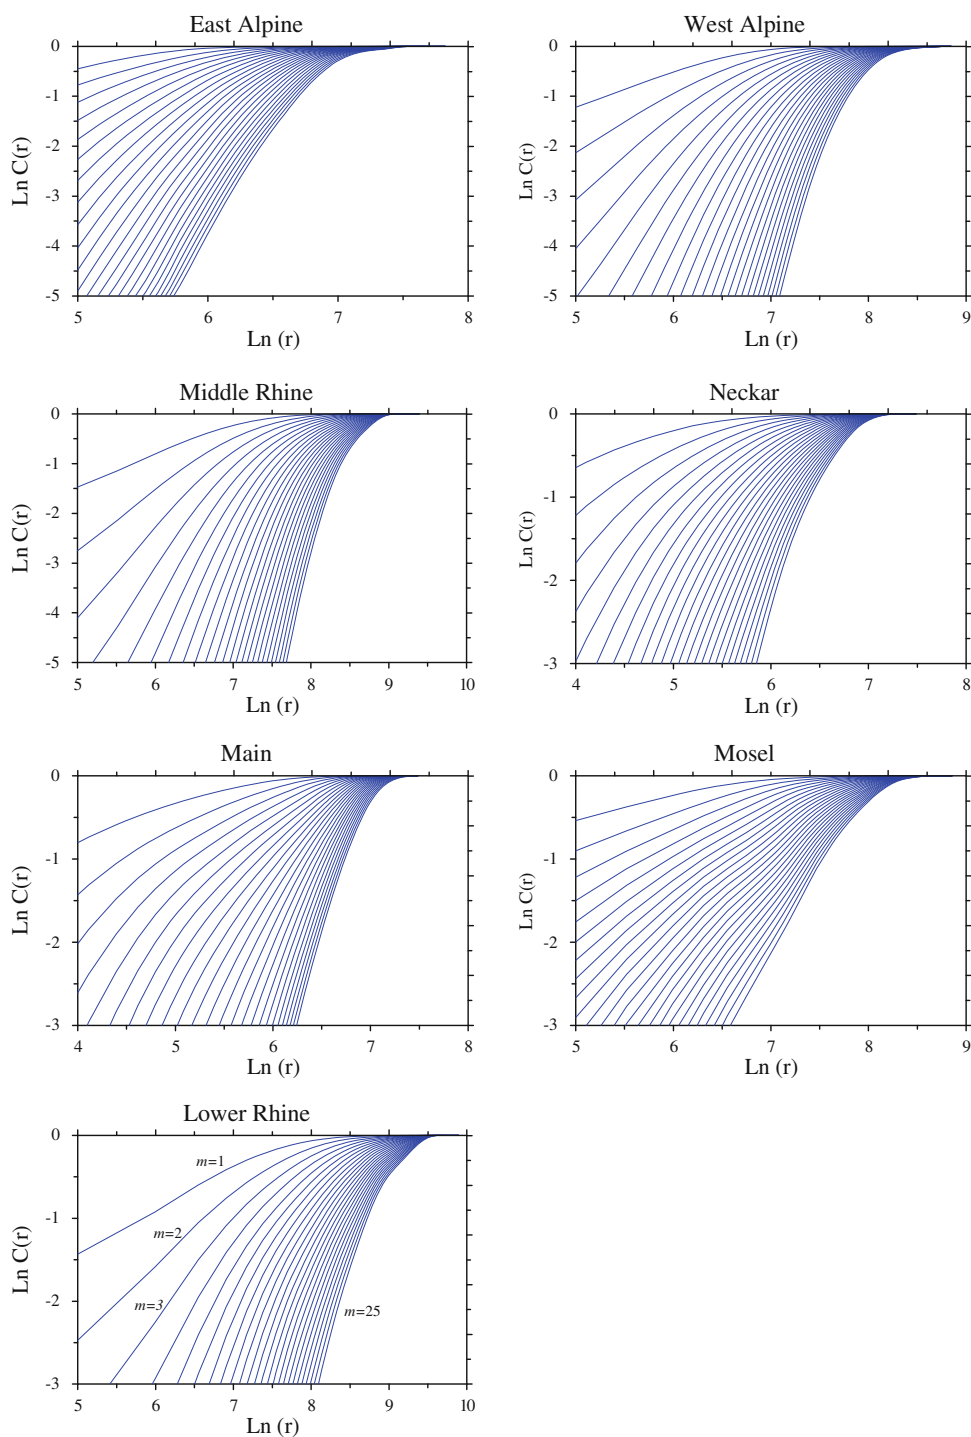 East Alpine
West Alpine
0
-1
-2
-3
-4
-5
Ln C(r)
5 6 7 8
Ln (r)
0
-1
-2
-3
-4
-5
Ln C(r)
5 6 7 8 9
Ln (r)
Middle Rhine
Neckar
0
-1
-2
-3
-4
-5
Ln C(r)
5 6 7 8 9 10
Ln (r)
0
-1
-2
-3
Ln C(r)
4 5 6 7 8
Ln (r)
Main
Mosel
0
-1
-2
-3
Ln C(r)
4 5 6 7 8
Ln (r)
0
-1
-2
-3
Ln C(r)
5 6 7 8 9
Ln (r)
Lower Rhine
0
-1
-2
-3
Ln C(r)
m=1
m=2
m=3
m=25
5 6 7 8 9 10
Ln (r)